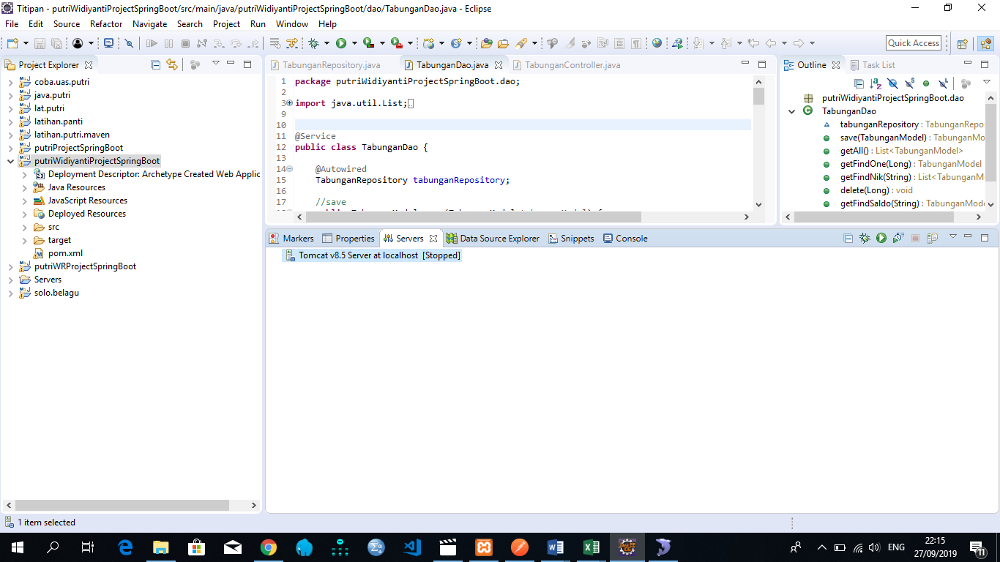 Titipan - putriWidiyantiProjectSpringBoot/src/main/java/putriWidiyantiProjectSpringBoot/dao/TabunganDao.java - Eclipse
File Edit Source Refactor Navigate Search Project Run Window Help
Quick Access
Project Explorer
coba.uas.putri
java.putri
lat.putri
latihan.panti
latihan.putri.maven
putriProjectSpringBoot
putriWidiyantiProjectSpringBoot
Deployment Descriptor: Archetype Created Web Applic
Java Resources
JavaScript Resources
Deployed Resources
src
target
pom.xml
putriWRProjectSpringBoot
Servers
solo.belagu
TabunganRepository.java TabunganDao.java TabunganController.java
1 package putriWidiyantiProjectSpringBoot.dao;
2
3 import java.util.List;
9
10
11 @Service
12 public class TabunganDao {
13
14 @Autowired
15 TabunganRepository tabunganRepository;
16
17 //save
Outline Task List
putriWidiyantiProjectSpringBoot.dao
TabunganDao
tabunganRepository : TabunganRepo
save(TabunganModel) : TabunganMo
getAll() : List<TabunganModel>
getFindOne(Long) : TabunganModel
getFindNik(String) : List<TabunganM
delete(Long) : void
getFindSaldo(String) : TabunganMode
Markers Properties Servers Data Source Explorer Snippets Console
Tomcat v8.5 Server at localhost [Stopped]
1 item selected
ENG
22:15
27/09/2019
11